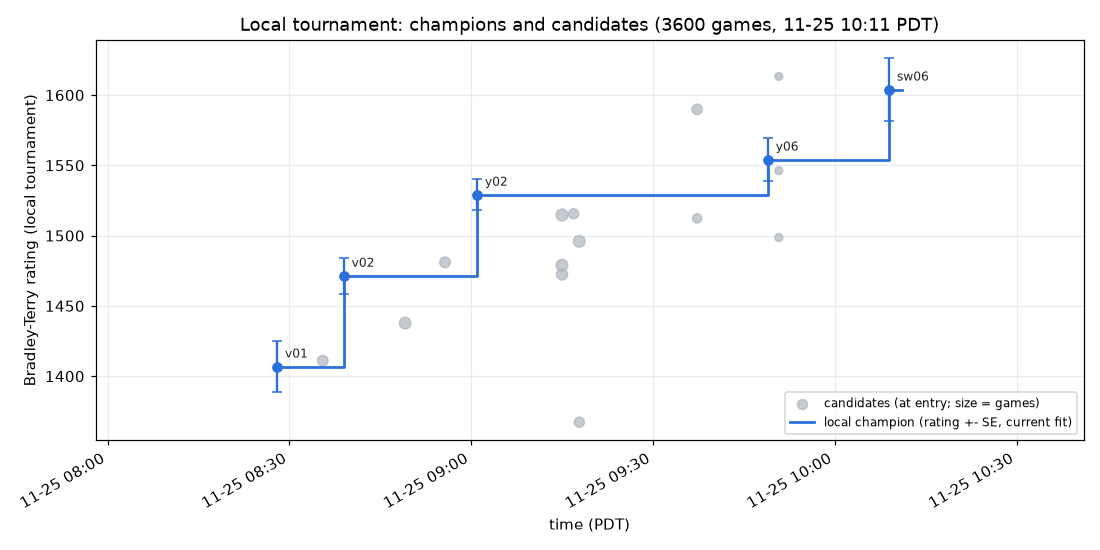 Local tournament: champions and candidates (3600 games, 11-25 10:11 PDT)
Bradley-Terry rating (local tournament)
1600
1550
1500
1450
1400
sw06
y06
y02
v02
v01
candidates (at entry; size = games)
local champion (rating +- SE, current fit)
11-25 08:00
11-25 08:30
11-25 09:00
11-25 09:30
11-25 10:00
11-25 10:30
time (PDT)